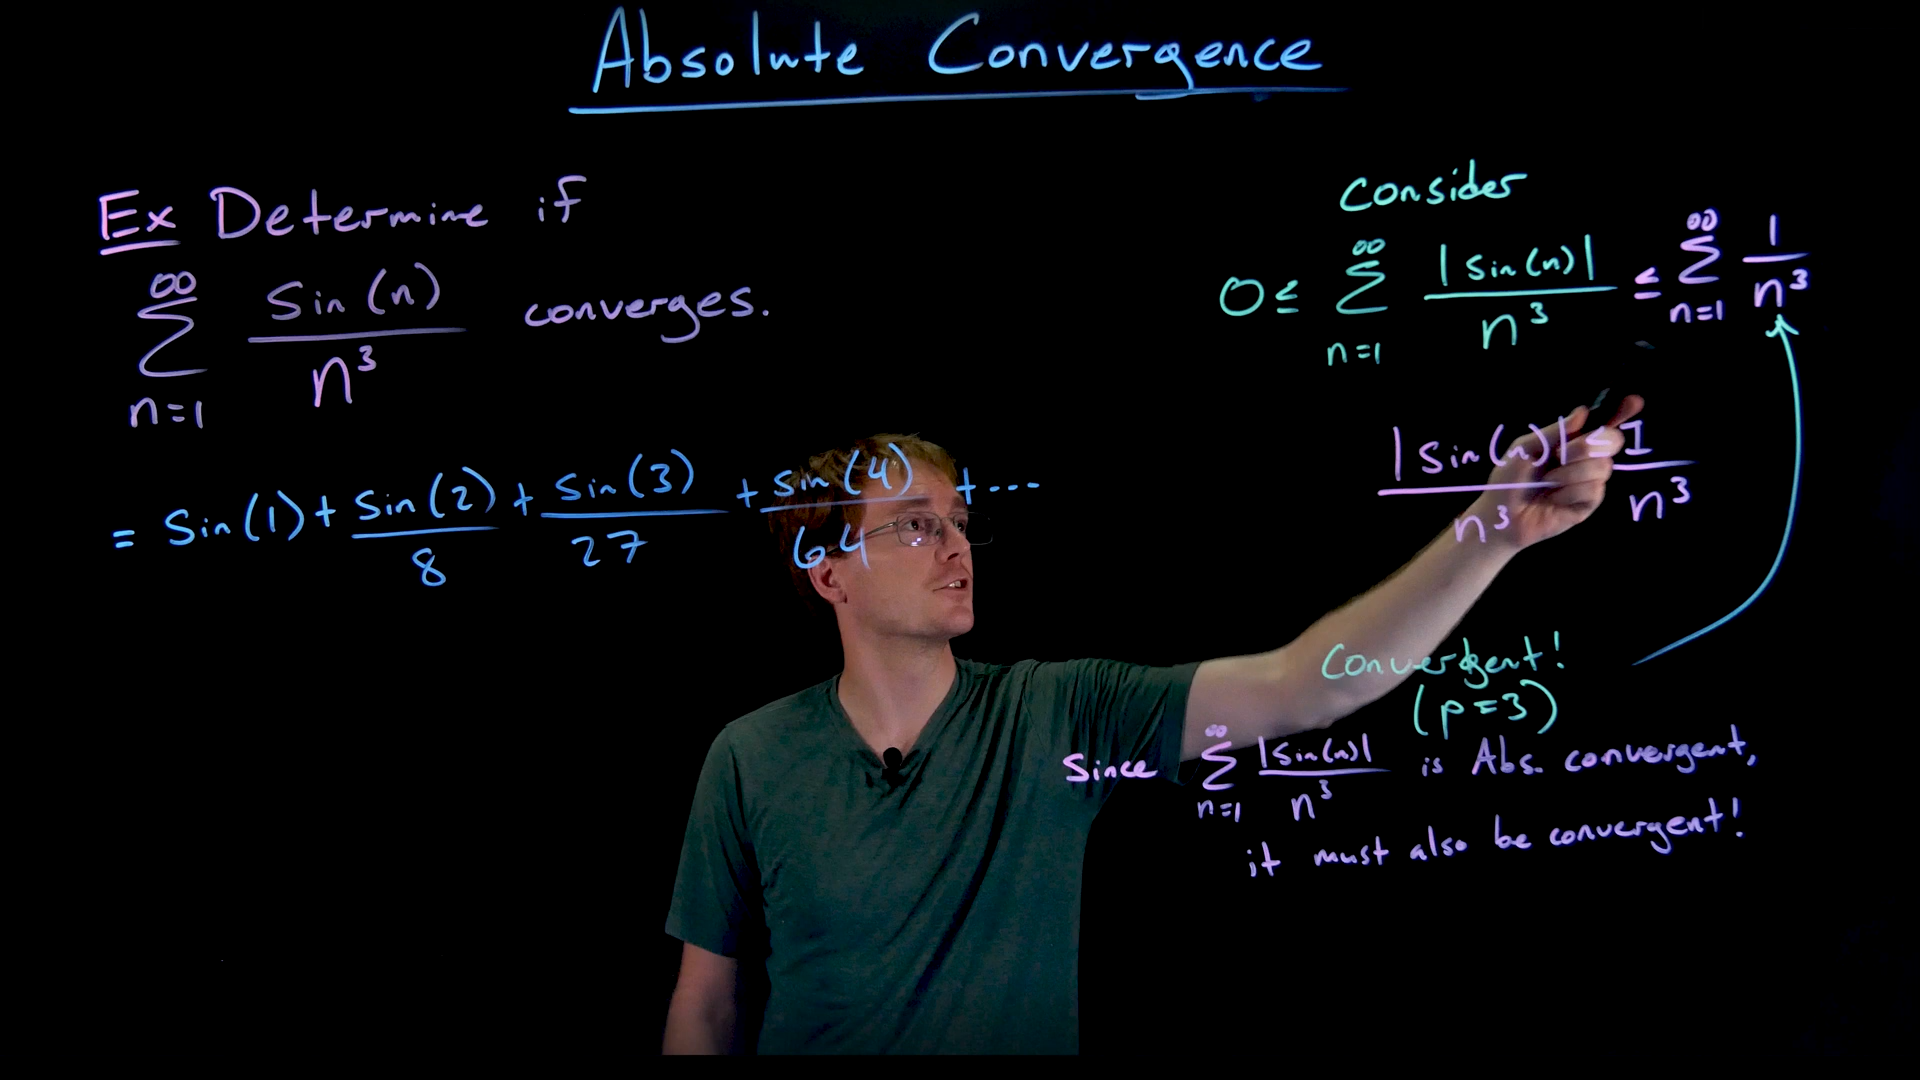 Absolute Convergence
Ex Determine if
∞
∑ sin(n)/n³ converges.
n=1
= sin(1) + sin(2)/8 + sin(3)/27 + sin(4)/64 + ...
Consider
0 ≤ ∞∑n=1 |sin(n)|/n³ ≤ ∞∑n=1 1/n³
|sin(n)|/n³ ≤ 1/n³
Convergent!
(p=3)
Since ∞∑n=1 |sin(n)|/n³ is Abs. convergent,
it must also be convergent!